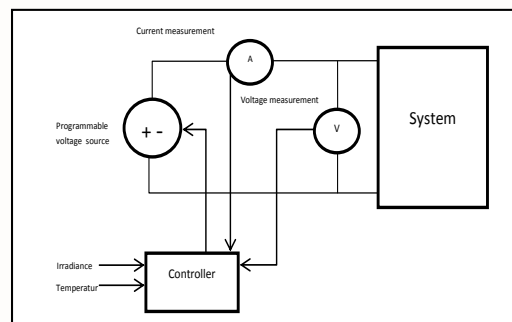 Current measurement
A
Voltage measurement
Programmable
voltage source
+ -
V
System
Irradiance
Temperatur
Controller